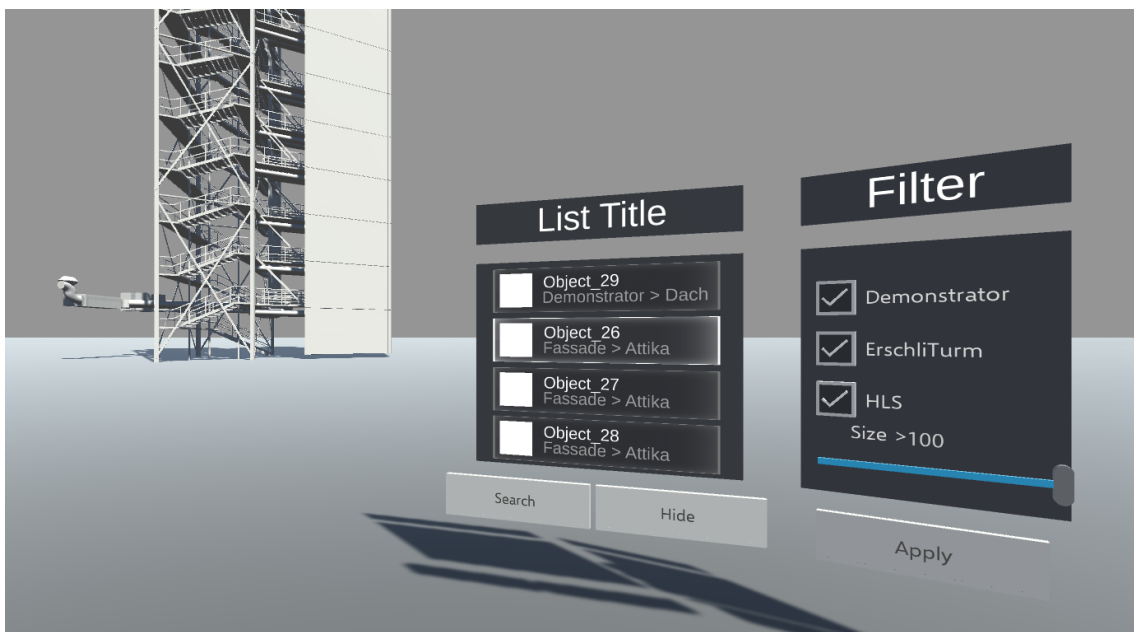 List Title
Object_29
Demonstrator > Dach
Object_26
Fassade > Attika
Object_27
Fassade > Attika
Object_28
Fassade > Attika
Search
Hide
Filter
Demonstrator
ErschliTurm
HLS
Size >100
Apply